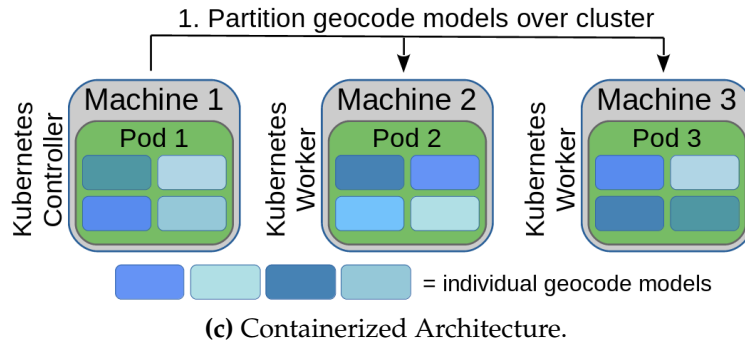 1. Partition geocode models over cluster
Kubernetes
Controller
Machine 1
Pod 1
Kubernetes
Worker
Machine 2
Pod 2
Kubernetes
Worker
Machine 3
Pod 3
= individual geocode models
(c) Containerized Architecture.